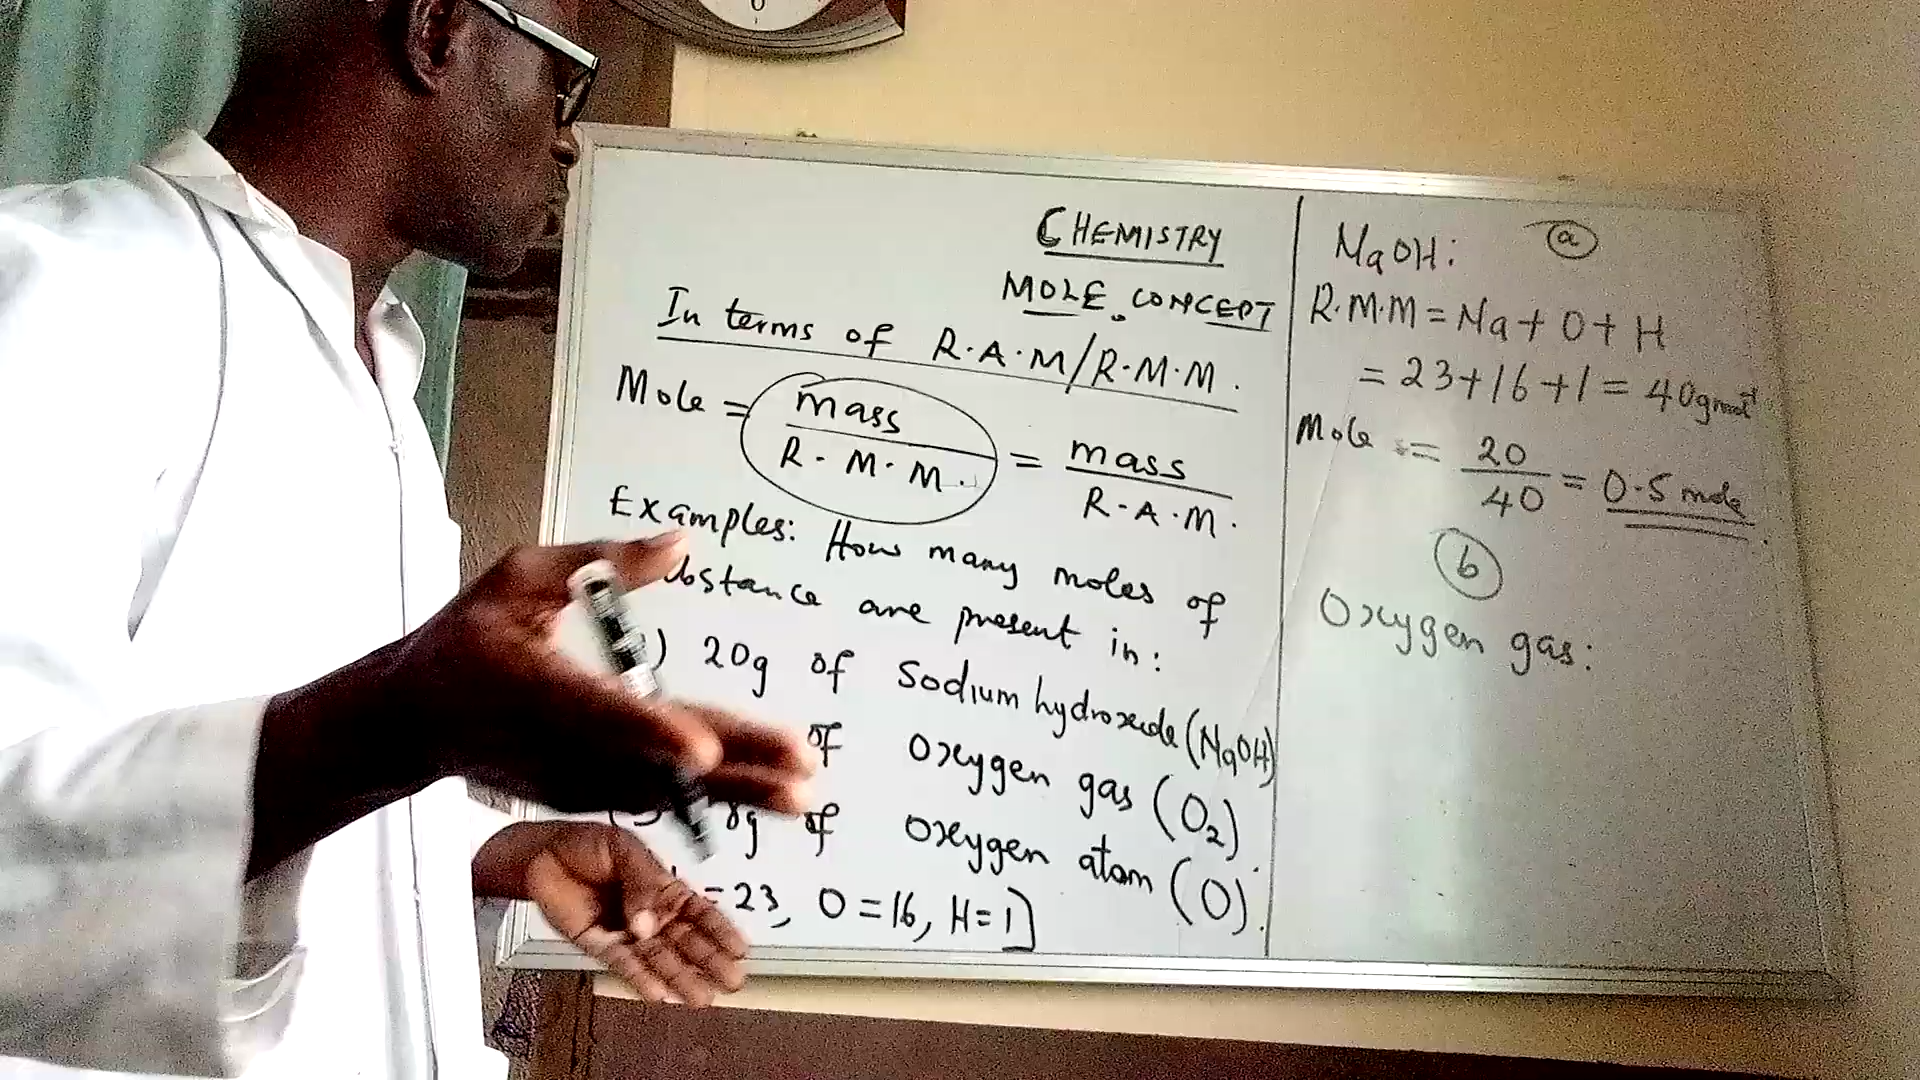 CHEMISTRY
MOLE CONCEPT
In terms of R.A.M/R.M.M.
Mole = mass / R.M.M. = mass / R.A.M.
Examples: How many moles of
substance are present in:
) 20g of Sodium hydroxide (NaOH)
of Oxygen gas (O₂).
of oxygen atom (O).
=23, O=16, H=1]
NaOH: (a)
R.M.M = Na + O + H
= 23+16+1 = 40gmol⁻¹
Mole = 20/40 = 0.5 mole.
(b)
Oxygen gas: